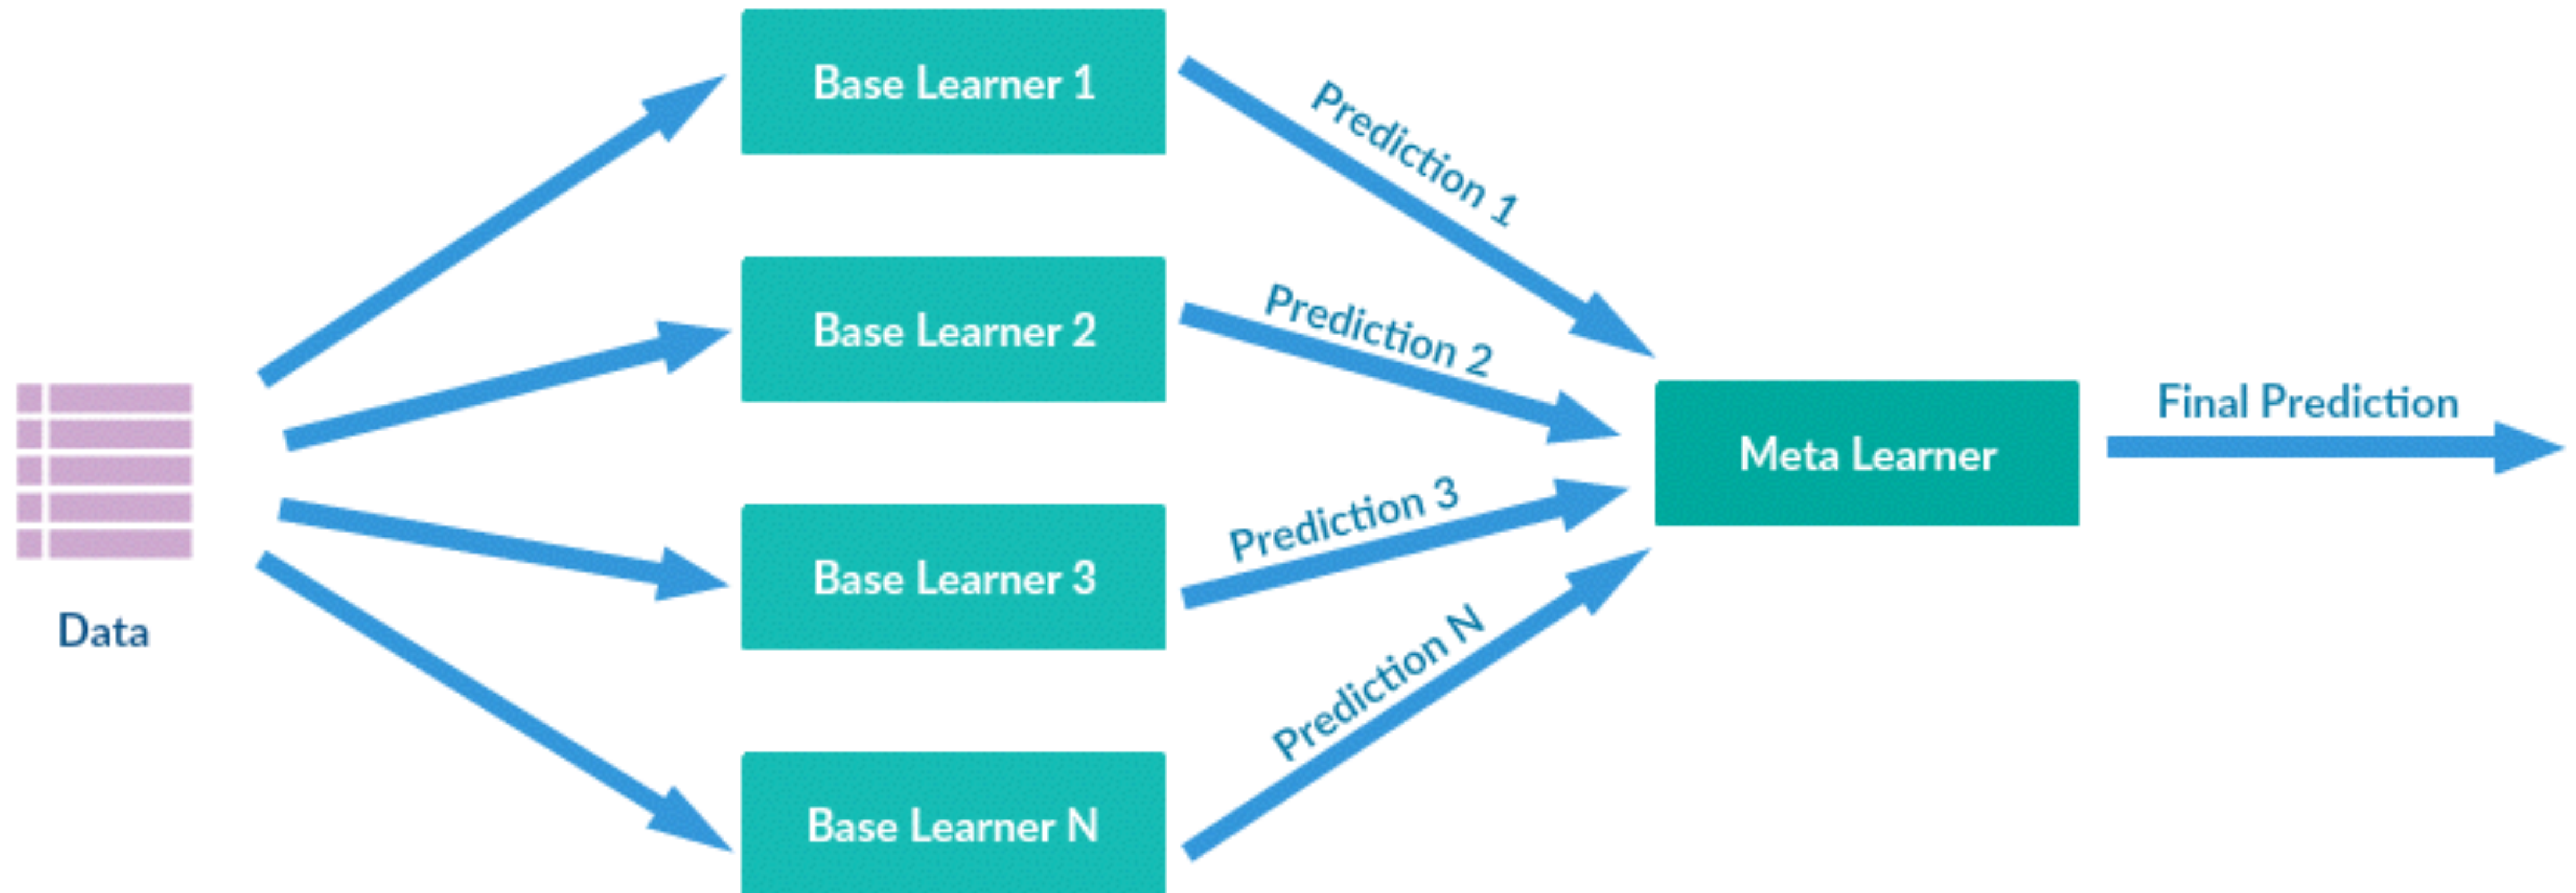 Base Learner 1
Prediction 1
Base Learner 2
Prediction 2
Data
Base Learner 3
Prediction 3
Base Learner N
Prediction N
Meta Learner
Final Prediction